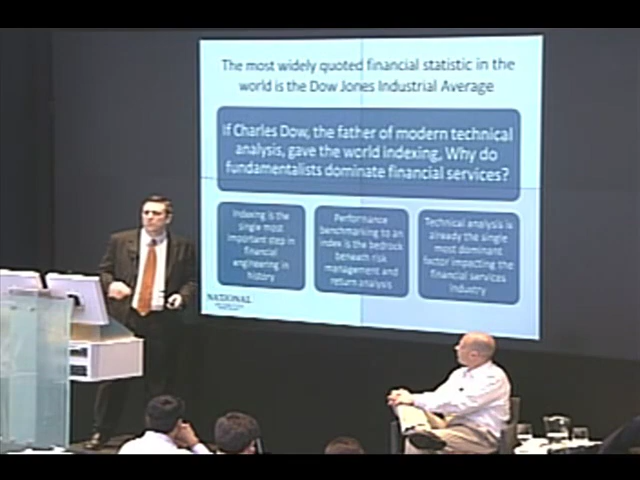 The most widely quoted financial statistic in the
world is the Dow Jones Industrial Average
If Charles Dow, the father of modern technical
analysis, gave the world indexing, Why do
fundamentalists dominate financial services?
Indexing is the
single most
important step in
financial
engineering in
history
Performance
benchmarking to an
index is the bedrock
beneath risk
management and
return analysis
Technical analysis is
already the single
most dominant
factor impacting the
financial services
industry
NATIONAL